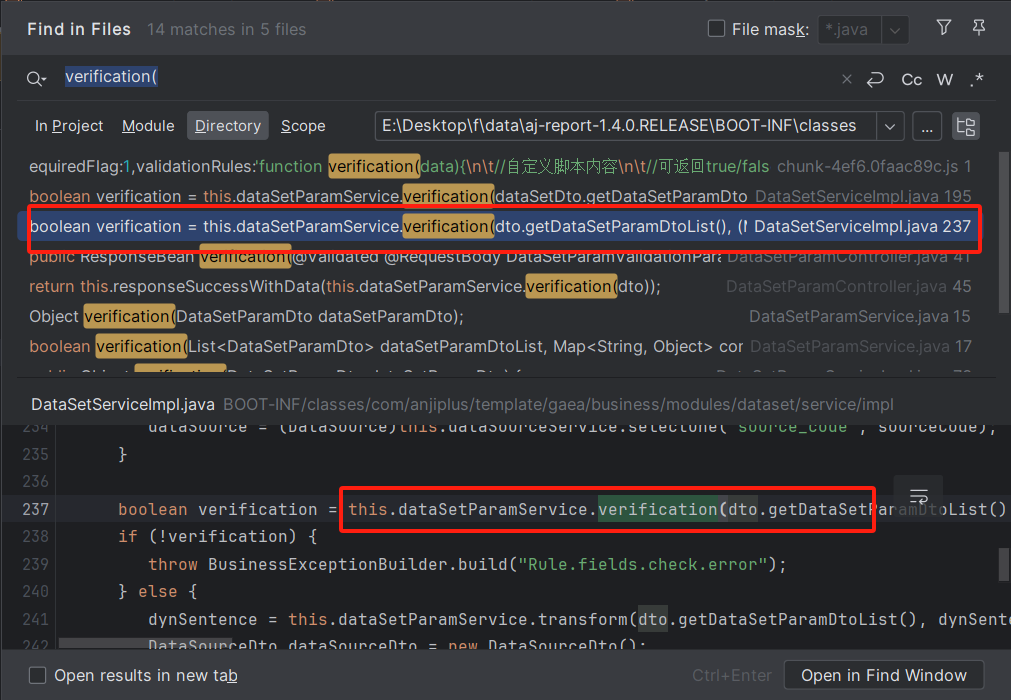 Find in Files 14 matches in 5 files File mask: *.java
verification( Cc W .*
In Project Module Directory Scope E:\Desktop\f\data\aj-report-1.4.0.RELEASE\BOOT-INF\classes ...
equiredFlag:1,validationRules:'function verification(data){\n\t//自定义脚本内容\n\t//可返回true/fals chunk-4ef6.0faac89c.js 1
boolean verification = this.dataSetParamService.verification(dataSetDto.getDataSetParamDto DataSetServiceImpl.java 195
boolean verification = this.dataSetParamService.verification(dto.getDataSetParamDtoList(), (M DataSetServiceImpl.java 237
public ResponseBean verification(@Validated @RequestBody DataSetParamValidationPara DataSetParamController.java 41
return this.responseSuccessWithData(this.dataSetParamService.verification(dto)); DataSetParamController.java 45
Object verification(DataSetParamDto dataSetParamDto); DataSetParamService.java 15
boolean verification(List<DataSetParamDto> dataSetParamDtoList, Map<String, Object> cor DataSetParamService.java 17
DataSetServiceImpl.java BOOT-INF/classes/com/anjiplus/template/gaea/business/modules/dataset/service/impl
234 dataSource = (DataSource)this.dataSourceService.selectOne("source_code", sourceCode);
235 }
236
237 boolean verification = this.dataSetParamService.verification(dto.getDataSetParamDtoList()
238 if (!verification) {
239 throw BusinessExceptionBuilder.build("Rule.fields.check.error");
240 } else {
241 dynSentence = this.dataSetParamService.transform(dto.getDataSetParamDtoList(), dynSente
242 DataSourceDto dataSourceDto = new DataSourceDto();
Open results in new tab Ctrl+Enter Open in Find Window